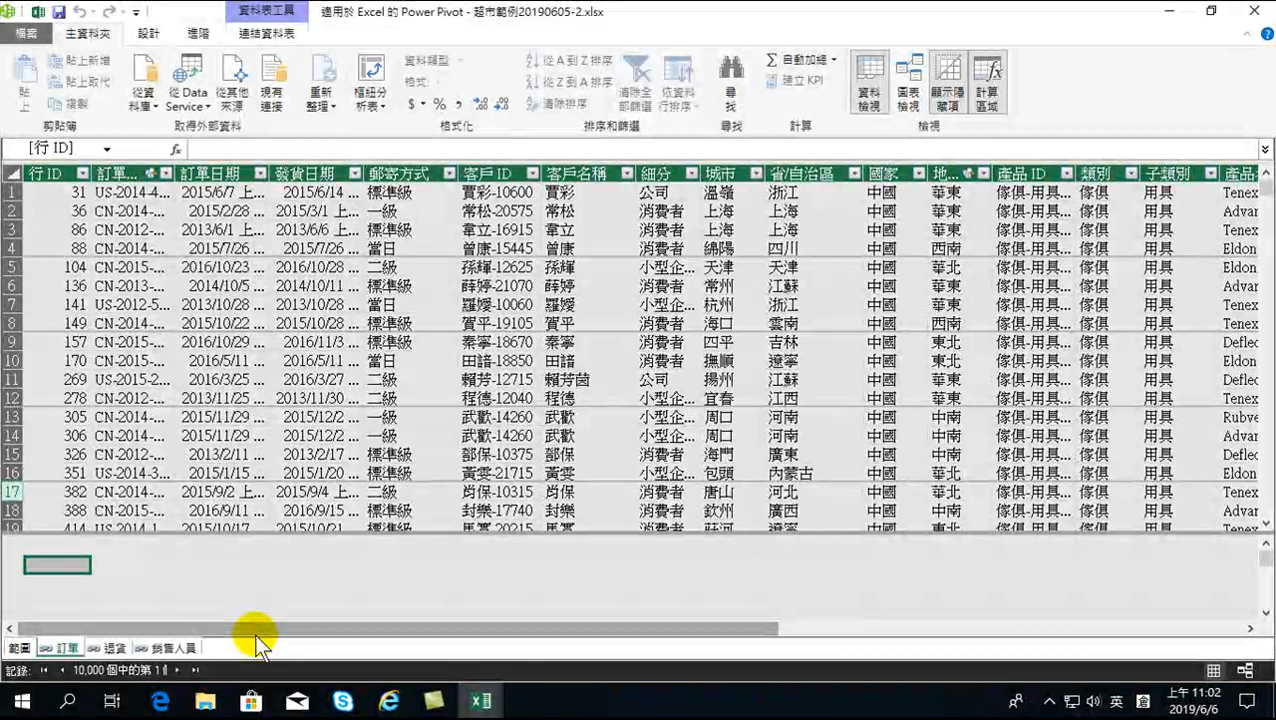 資料表工具 適用於 Excel 的 Power Pivot - 超市範例20190605-2.xlsx
檔案 主資料夾 設計 進階 連結資料表
貼上 貼上新增 貼上取代 複製
從資料庫 從 Data Service 從其他來源 現有連接
重新整理 樞紐分析表
資料類型 格式: $ % ,
從 A 到 Z 排序 從 Z 到 A 排序 清除排序 清除全部篩選 依資料行排序
尋找
自動加總 建立 KPI
資料檢視 圖表檢視 顯示隱藏項 計算區域
剪貼簿 取得外部資料 格式化 排序和篩選 尋找 計算 檢視
[行 ID] fx
行 ID 訂單... 訂單日期 發貨日期 郵寄方式 客戶 ID 客戶名稱 細分 城市 省/自治區 國家 地... 產品 ID 類別 子類別 產品
1 31 US-2014-4... 2015/6/7 上... 2015/6/14 ... 標準級 賈彩-10600 賈彩 公司 溫嶺 浙江 中國 華東 傢俱-用具... 傢俱 用具 Tenex
2 36 CN-2014-... 2015/2/28 ... 2015/3/1 上... 一級 常松-20575 常松 消費者 上海 上海 中國 華東 傢俱-用具... 傢俱 用具 Advan
3 86 CN-2012-... 2013/6/1 上... 2013/6/6 上... 標準級 韋立-16915 韋立 消費者 上海 上海 中國 華東 傢俱-用具... 傢俱 用具 Advan
4 88 CN-2014-... 2015/7/26 ... 2015/7/26 ... 當日 曾康-15445 曾康 消費者 綿陽 四川 中國 西南 傢俱-用具... 傢俱 用具 Eldon
5 104 CN-2015-... 2016/10/23 ... 2016/10/28 ... 二級 孫輝-12625 孫輝 小型企... 天津 天津 中國 華北 傢俱-用具... 傢俱 用具 Eldon
6 136 CN-2013-... 2014/10/5 ... 2014/10/11 ... 標準級 薛婷-21070 薛婷 消費者 常州 江蘇 中國 華東 傢俱-用具... 傢俱 用具 Advan
7 141 US-2012-5... 2013/10/28 ... 2013/10/28 ... 當日 羅嬡-10060 羅嬡 小型企... 杭州 浙江 中國 華東 傢俱-用具... 傢俱 用具 Tenex
8 149 CN-2014-... 2015/10/22 ... 2015/10/28 ... 標準級 賀平-19105 賀平 消費者 海口 雲南 中國 西南 傢俱-用具... 傢俱 用具 Tenex
9 157 CN-2015-... 2016/10/29 ... 2016/11/3 ... 標準級 秦寧-18670 秦寧 消費者 四平 吉林 中國 東北 傢俱-用具... 傢俱 用具 Deflec
10 170 CN-2015-... 2016/5/11 ... 2016/5/11 ... 當日 田譜-18850 田譜 消費者 撫順 遼寧 中國 東北 傢俱-用具... 傢俱 用具 Eldon
11 269 US-2015-2... 2016/3/25 ... 2016/3/27 ... 二級 賴芳-12715 賴芳茵 公司 揚州 江蘇 中國 華東 傢俱-用具... 傢俱 用具 Deflec
12 278 CN-2012-... 2013/11/25 ... 2013/11/30 ... 二級 程德-12040 程德 小型企... 宜春 江西 中國 華東 傢俱-用具... 傢俱 用具 Tenex
13 305 CN-2014-... 2015/11/29 ... 2015/12/2 ... 一級 武歡-14260 武歡 小型企... 周口 河南 中國 中南 傢俱-用具... 傢俱 用具 Rubve
14 306 CN-2014-... 2015/11/29 ... 2015/12/2 ... 一級 武歡-14260 武歡 小型企... 周口 河南 中國 中南 傢俱-用具... 傢俱 用具 Advan
15 326 CN-2012-... 2013/2/11 ... 2013/2/17 ... 標準級 郜保-10375 郜保 消費者 海門 廣東 中國 中南 傢俱-用具... 傢俱 用具 Deflec
16 351 US-2014-3... 2015/1/15 ... 2015/1/20 ... 標準級 黃雯-21715 黃雯 小型企... 包頭 內蒙古 中國 華北 傢俱-用具... 傢俱 用具 Eldon
17 382 CN-2014-... 2015/9/2 上... 2015/9/4 上... 二級 肖保-10315 肖保 消費者 唐山 河北 中國 華北 傢俱-用具... 傢俱 用具 Tenex
18 388 CN-2015-... 2016/9/11 ... 2016/9/15 ... 標準級 封樂-17740 封樂 消費者 欽州 廣西 中國 中南 傢俱-用具... 傢俱 用具 Advan
範圍 訂單 退貨 銷售人員
記錄: 10,000 個中的第 1
英 上午 11:02
2019/6/6